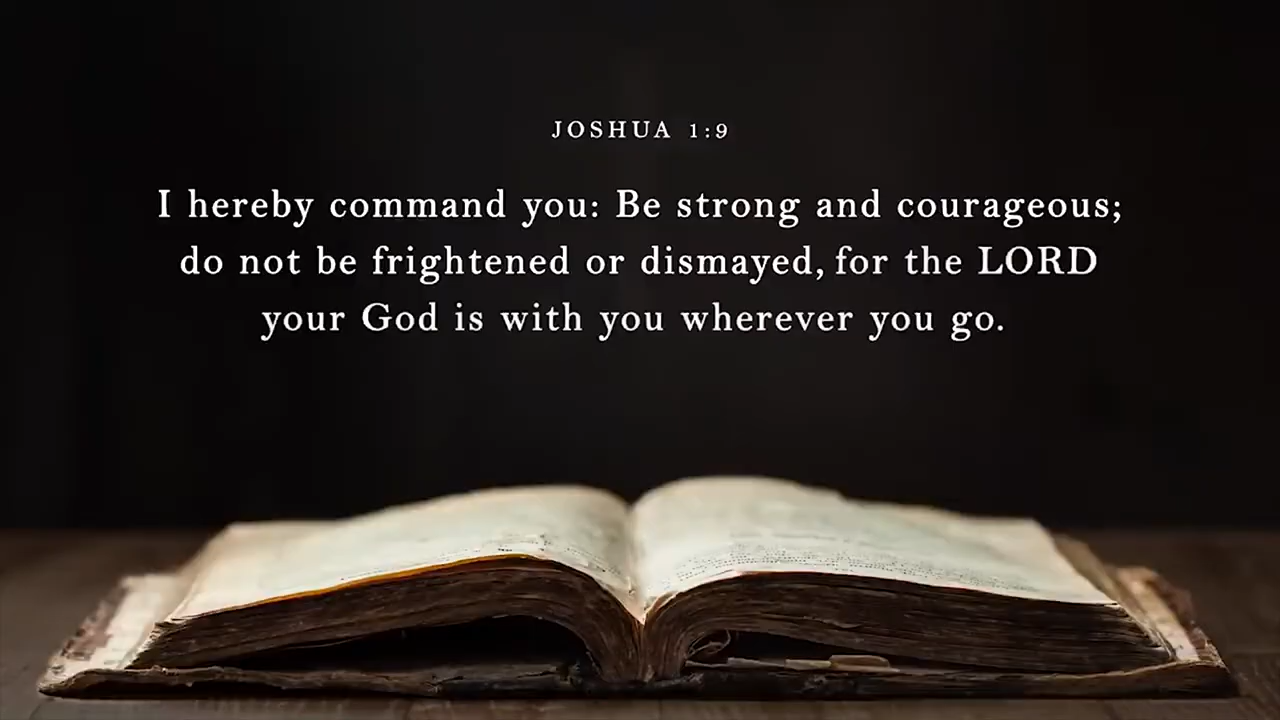 JOSHUA 1:9
I hereby command you: Be strong and courageous;
do not be frightened or dismayed, for the LORD
your God is with you wherever you go.